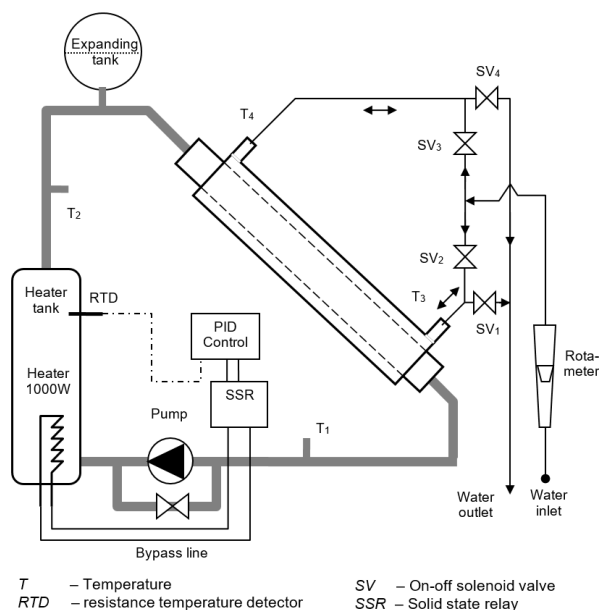 Expanding
tank
T4
SV4
SV3
T2
SV2
T3
SV1
Heater
tank
RTD
PID
Control
Rota-
meter
Heater
1000W
SSR
Pump
T1
Water
outlet
Water
inlet
Bypass line
T – Temperature
RTD – resistance temperature detector
SV – On-off solenoid valve
SSR – Solid state relay